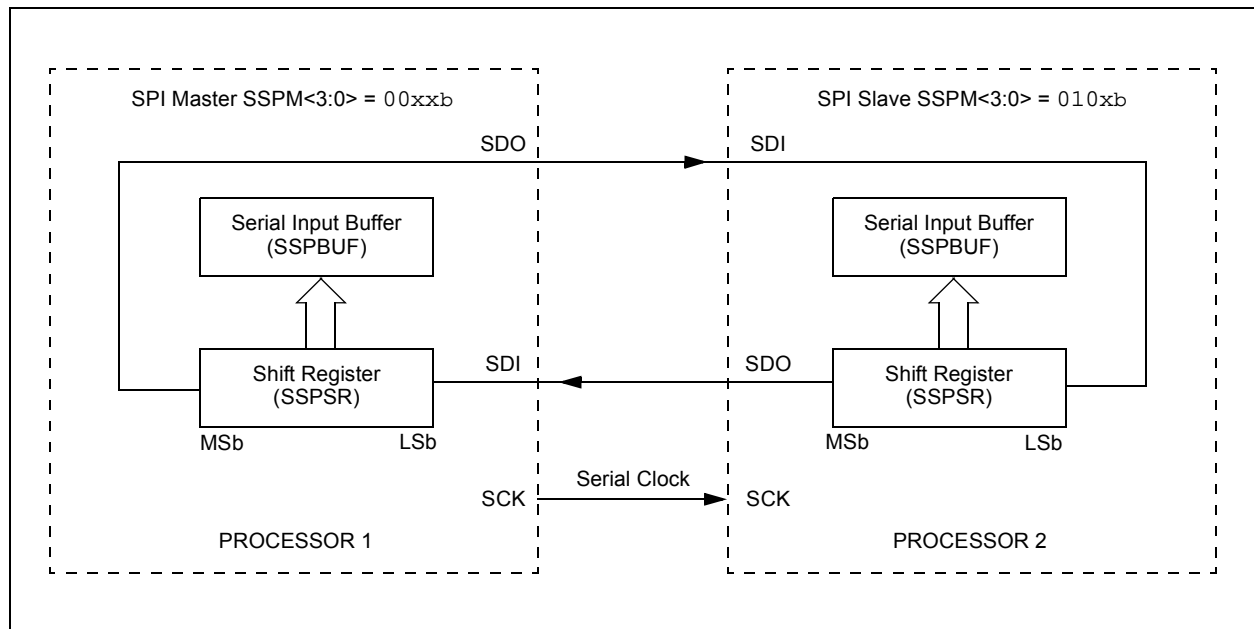 SPI Master SSPM<3:0> = 00xxb
SDO
Serial Input Buffer
(SSPBUF)
Shift Register
(SSPSR)
MSb
LSb
SDI
SCK
PROCESSOR 1
Serial Clock
SPI Slave SSPM<3:0> = 010xb
SDI
Serial Input Buffer
(SSPBUF)
SDO
Shift Register
(SSPSR)
MSb
LSb
SCK
PROCESSOR 2